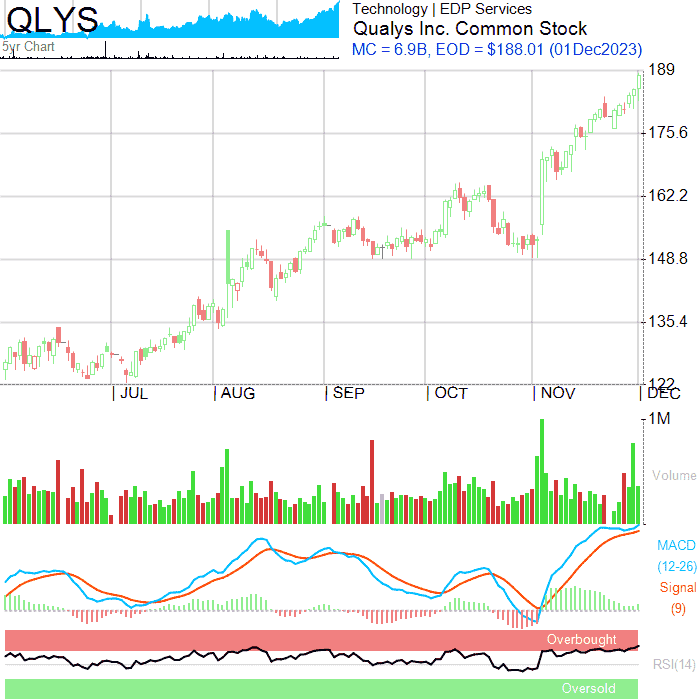 QLYS
5yr Chart
Technology | EDP Services
Qualys Inc. Common Stock
MC = 6.9B, EOD = $188.01 (01Dec2023)
189
175.6
162.2
148.8
135.4
122
| JUL | AUG | SEP | OCT | NOV | DEC
1M
Volume
MACD
(12-26)
Signal
(9)
Overbought
RSI(14)
Oversold